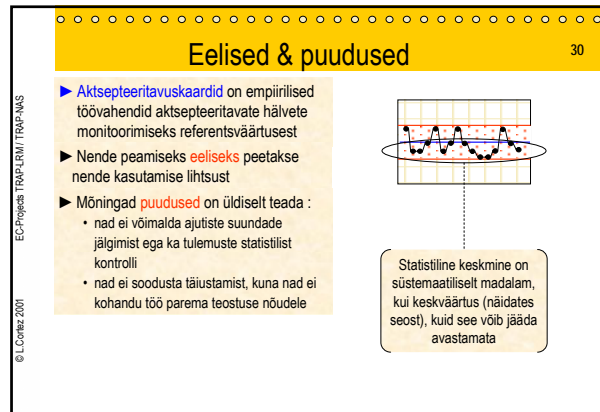 Eelised & puudused
30
EC-Projects TRAP-LRM / TRAP-NAS
© L.Cortez 2001
► Aktsepteeritavuskaardid on empiirilised
töövahendid aktsepteeritavate hälvete
monitoorimiseks referentsväärtusest
► Nende peamiseks eeliseks peetakse
nende kasutamise lihtsust
► Mõningad puudused on üldiselt teada :
• nad ei võimalda ajutiste suundade
jälgimist ega ka tulemuste statistilist
kontrolli
• nad ei soodusta täiustamist, kuna nad ei
kohandu töö parema teostuse nõudele
Statistiline keskmine on
süstemaatiliselt madalam,
kui keskväärtus (näidates
seost), kuid see võib jääda
avastamata